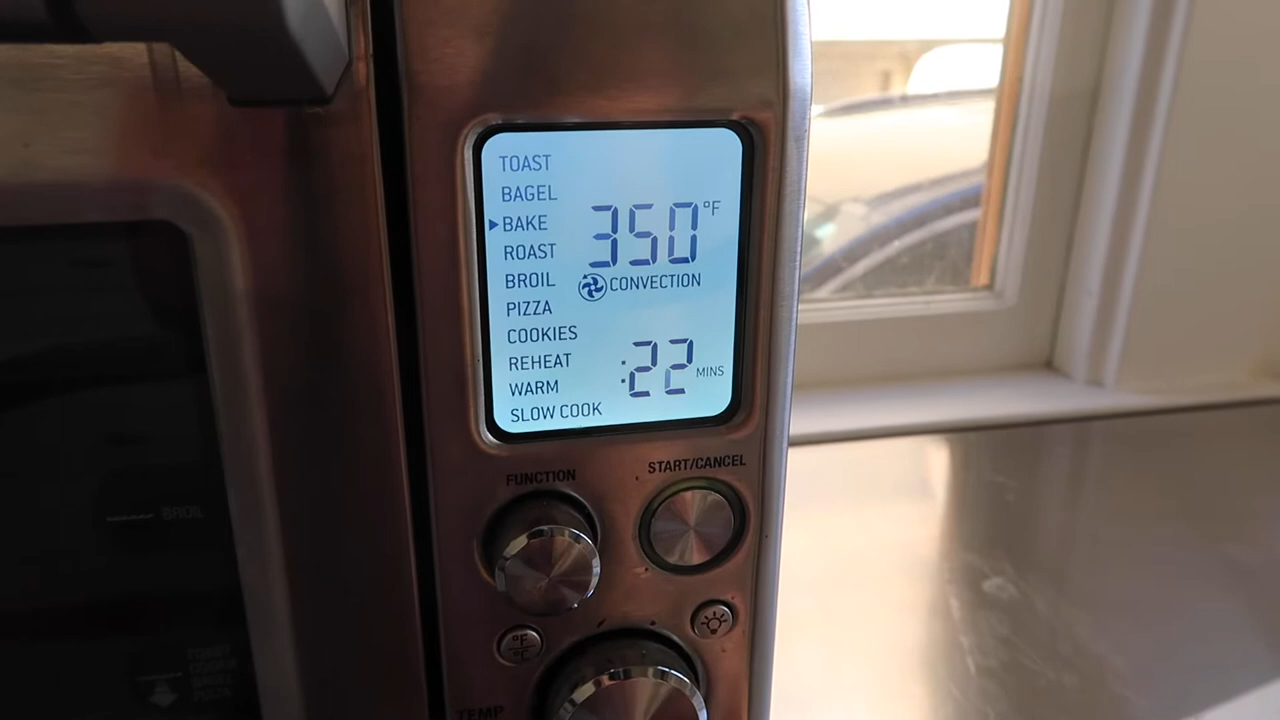 TOAST
BAGEL
BAKE
ROAST
BROIL
PIZZA
COOKIES
REHEAT
WARM
SLOW COOK
350 °F
CONVECTION
:22 MINS
FUNCTION
START/CANCEL
°F
°C
TEMP
BROIL